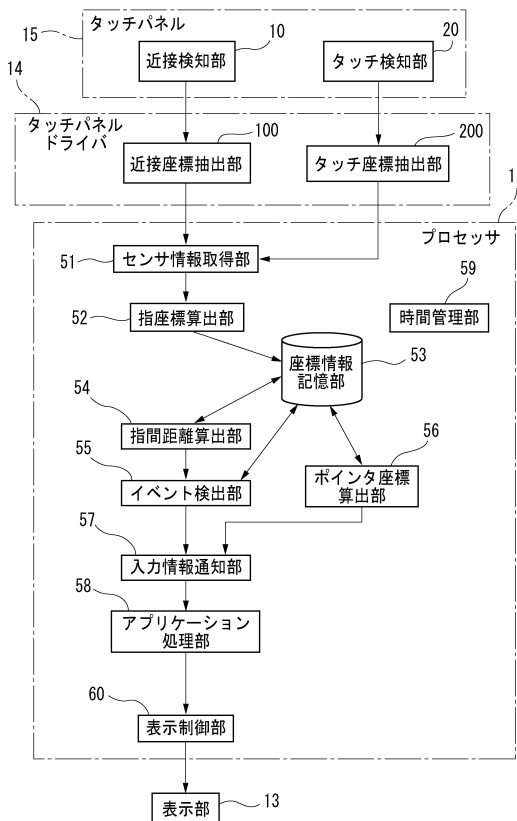 タッチパネル
15
10
20
近接検知部
タッチ検知部
14
タッチパネル
ドライバ
100
200
近接座標抽出部
タッチ座標抽出部
1
プロセッサ
51
センサ情報取得部
59
52
指座標算出部
時間管理部
座標情報
記憶部
53
54
指間距離算出部
55
56
イベント検出部
ポインタ座標
算出部
57
入力情報通知部
58
アプリケーション
処理部
60
表示制御部
表示部
13